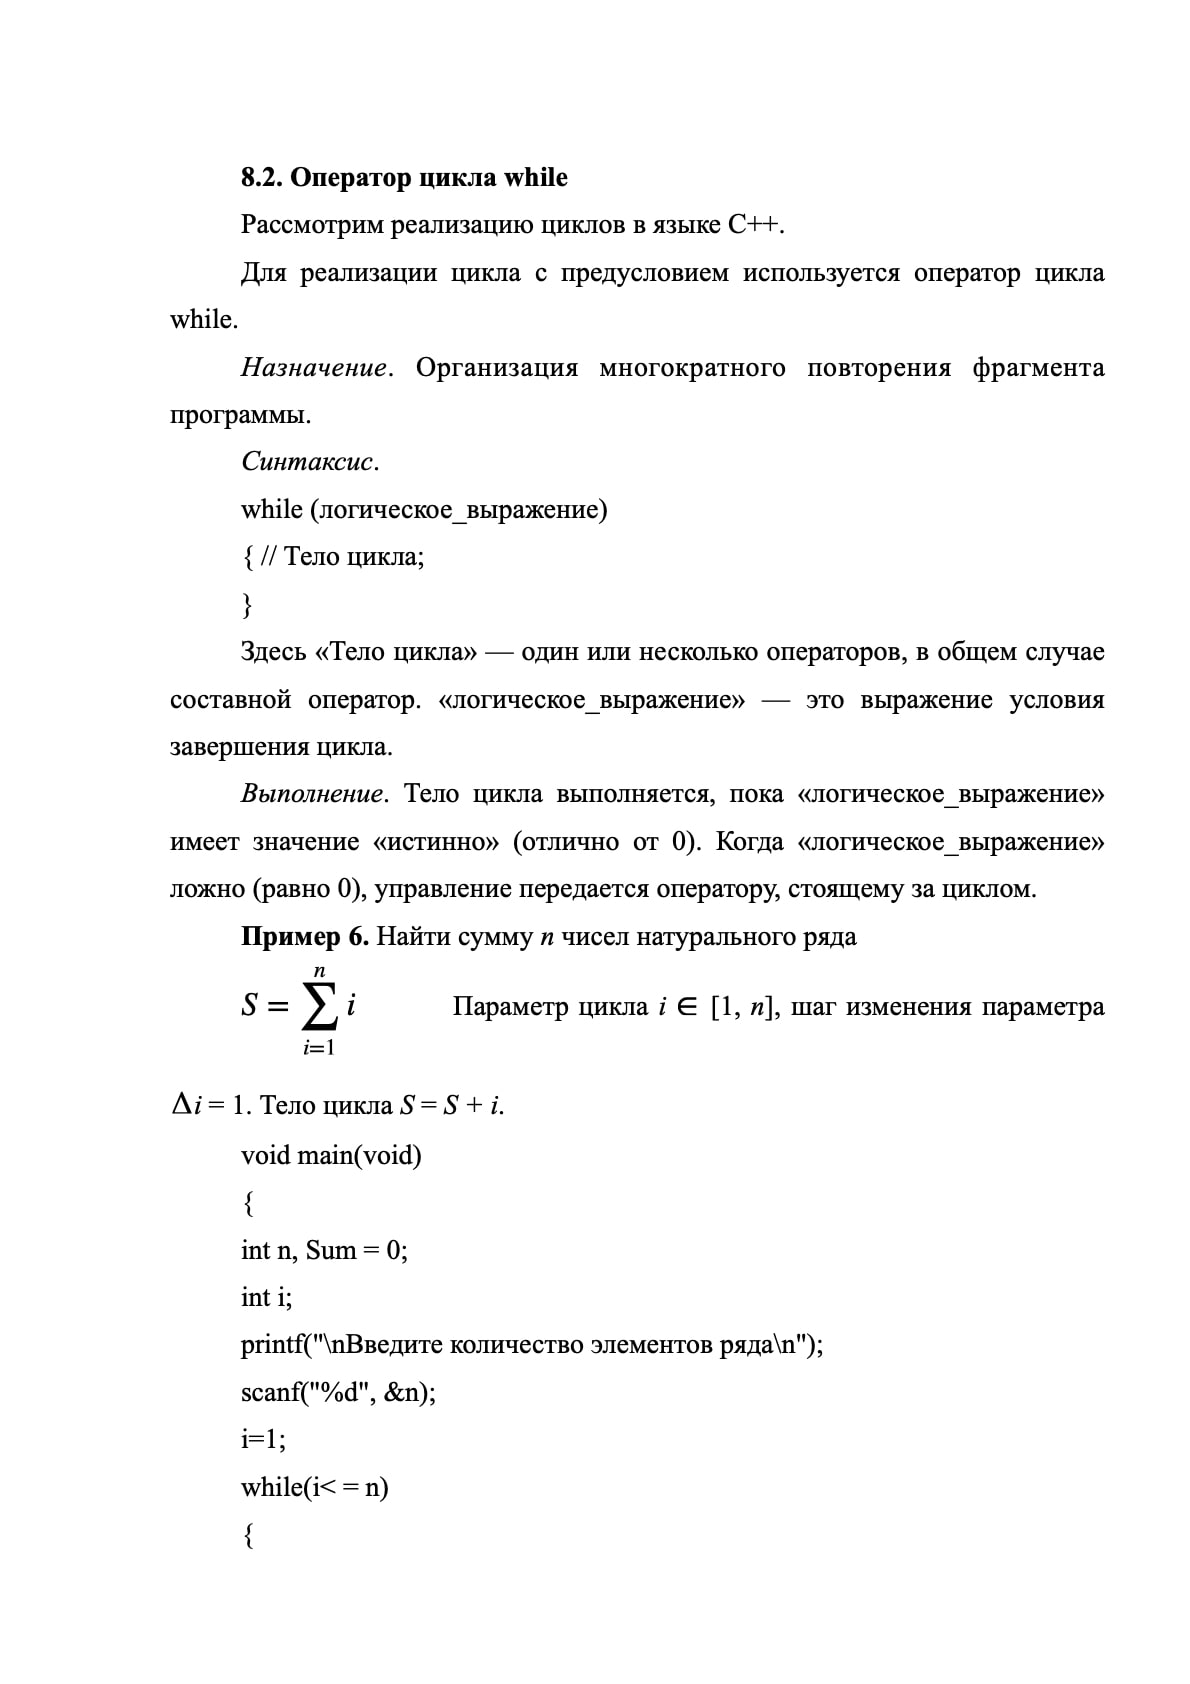 8.2. Оператор цикла while
Рассмотрим реализацию циклов в языке C++.
Для реализации цикла с предусловием используется оператор цикла
while.
Назначение. Организация многократного повторения фрагмента
программы.
Синтаксис.
while (логическое_выражение)
{ // Тело цикла;
}
Здесь «Тело цикла» — один или несколько операторов, в общем случае
составной оператор. «логическое_выражение» — это выражение условия
завершения цикла.
Выполнение. Тело цикла выполняется, пока «логическое_выражение»
имеет значение «истинно» (отлично от 0). Когда «логическое_выражение»
ложно (равно 0), управление передается оператору, стоящему за циклом.
Пример 6. Найти сумму n чисел натурального ряда
n
S = ∑ i Параметр цикла i ∈ [1, n], шаг изменения параметра
i=1
Δi = 1. Тело цикла S = S + i.
void main(void)
{
int n, Sum = 0;
int i;
printf("\nВведите количество элементов ряда\n");
scanf("%d", &n);
i=1;
while(i< = n)
{